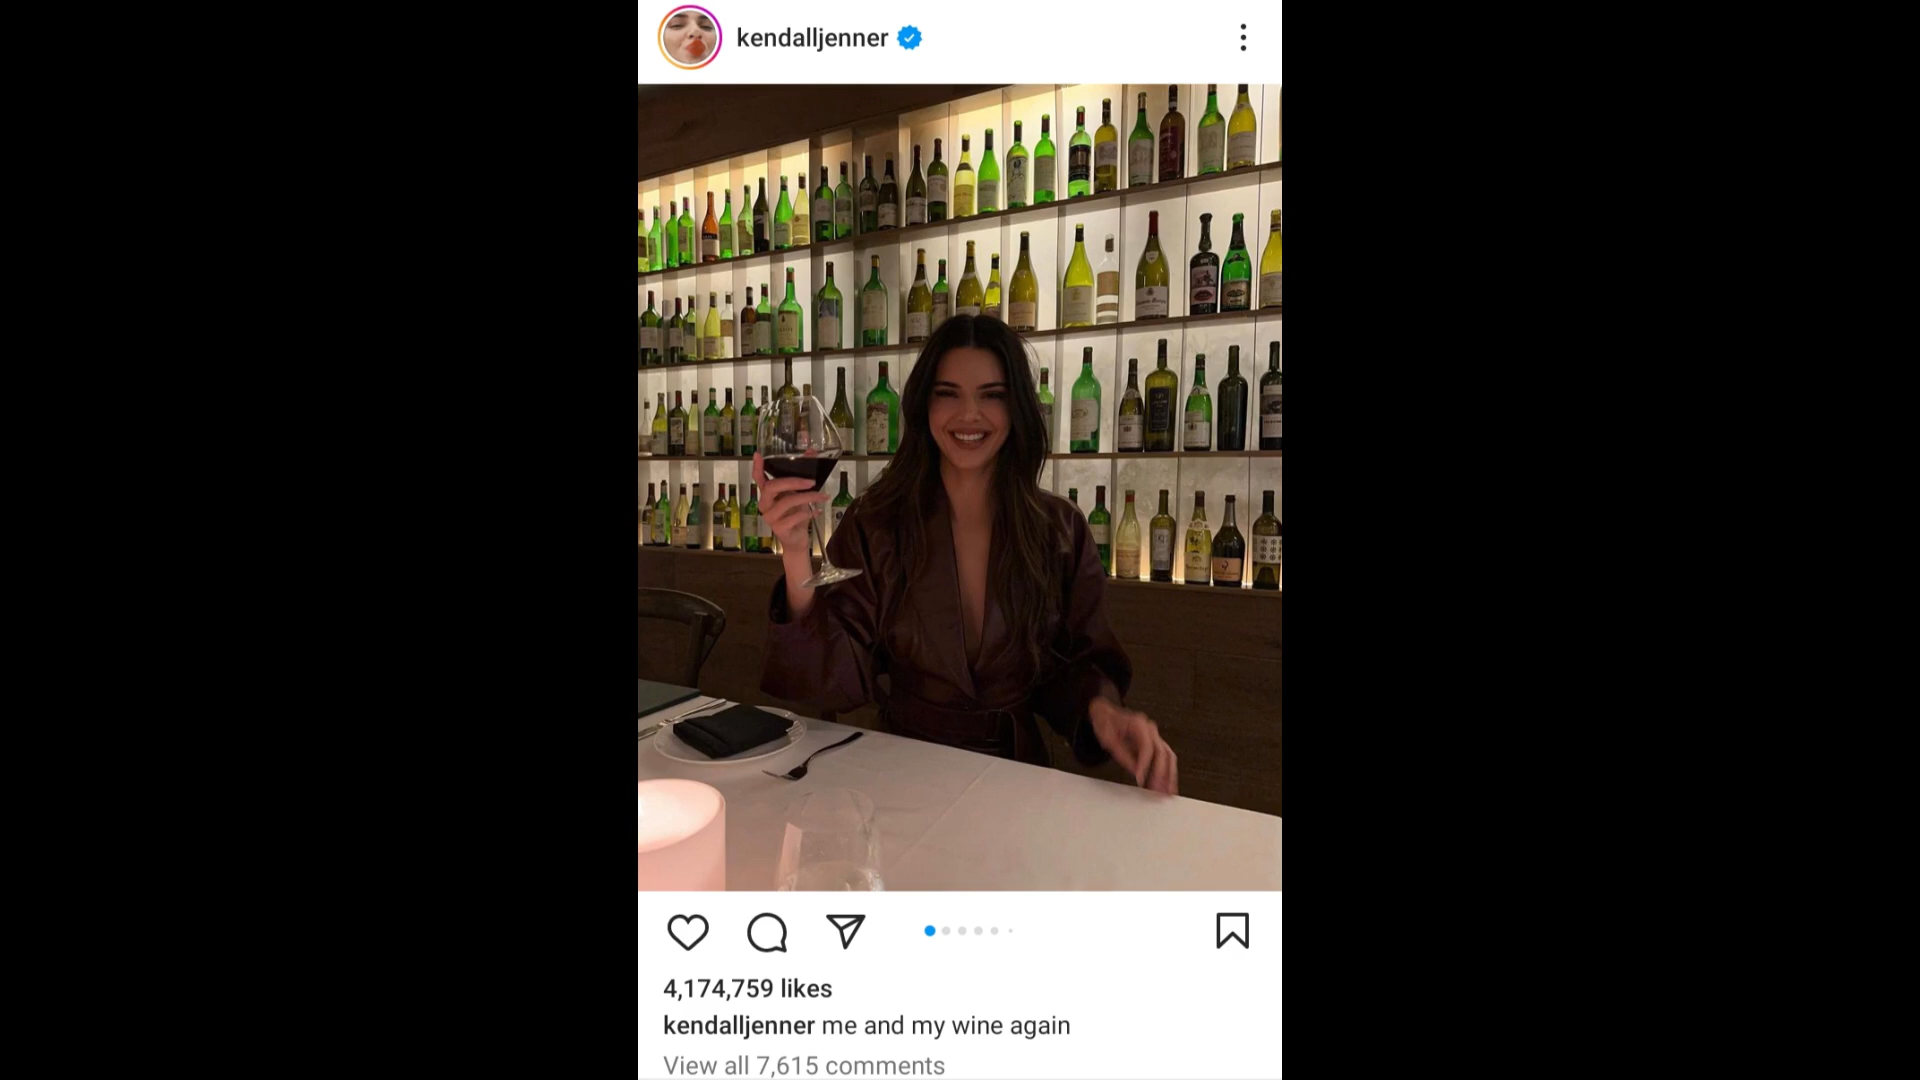 kendalljenner
4,174,759 likes
kendalljenner me and my wine again
View all 7,615 comments